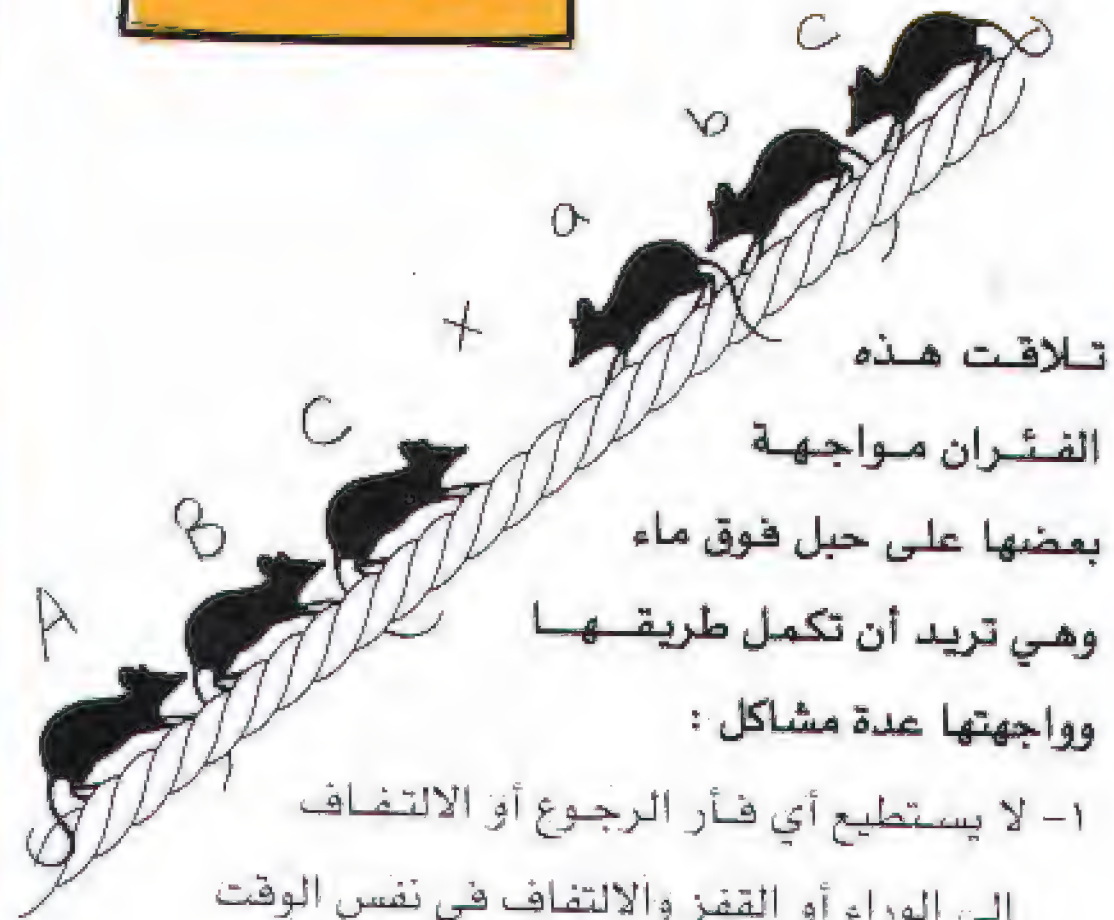 C
b
a
+
C
B
A
تلاقت هذه
الفئران مواجهة
بعضها على حبل فوق ماء
وهي تريد أن تكمل طريقها
وواجهتها عدة مشاكل :
١- لا يستطيع أي فأر الرجوع أو الالتفاف
إلى الوراء أو القفز والالتفاف في نفس الوقت